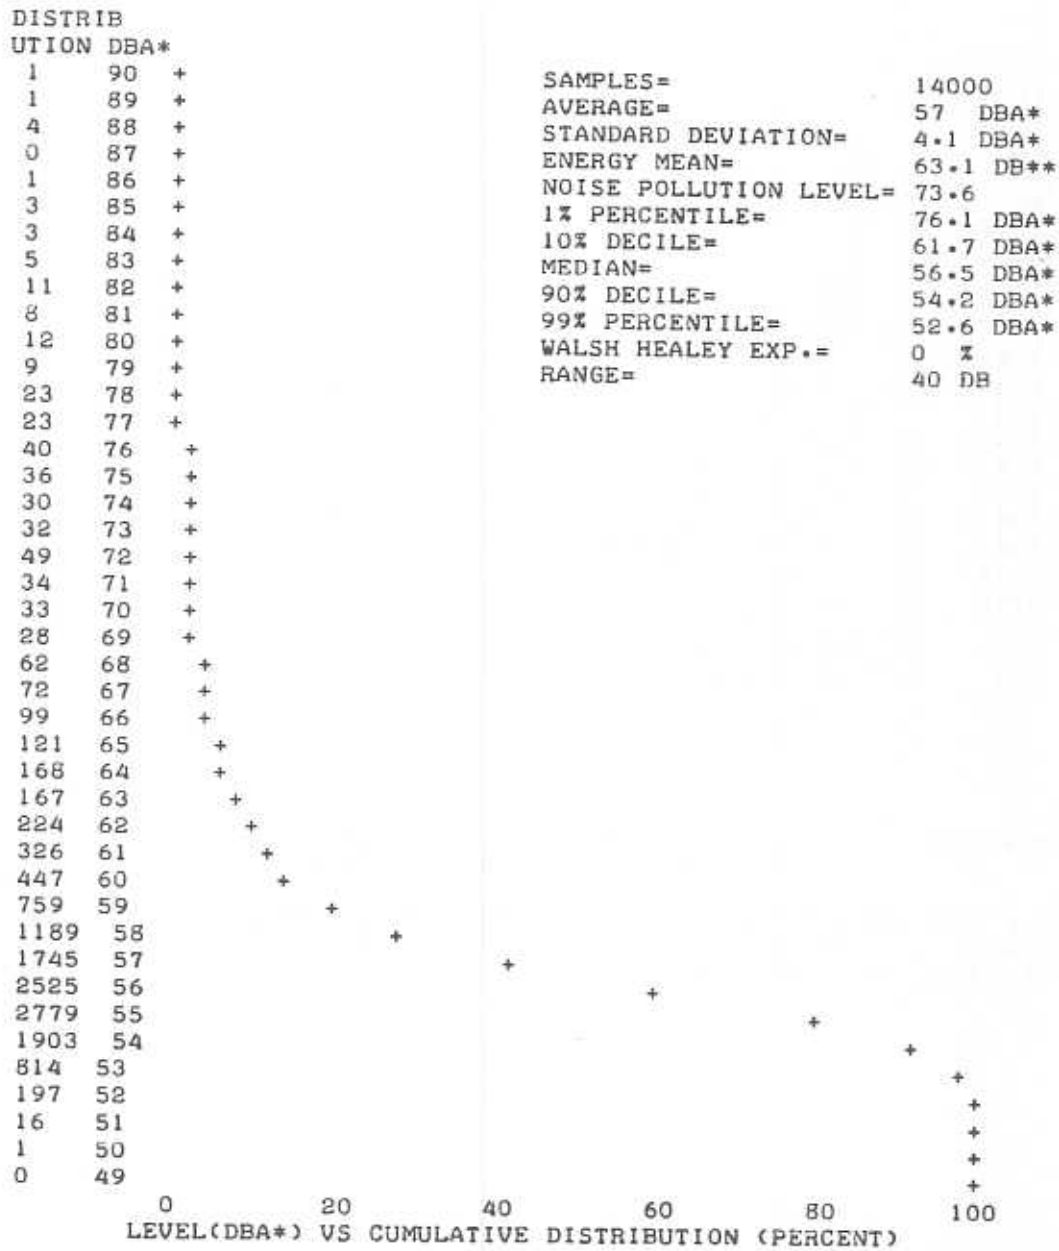 DISTRIB
UTION DBA*
1 90 +
1 89 +
4 88 +
0 87 +
1 86 +
3 85 +
3 84 +
5 83 +
11 82 +
8 81 +
12 80 +
9 79 +
23 78 +
23 77 +
40 76 +
36 75 +
30 74 +
32 73 +
49 72 +
34 71 +
33 70 +
28 69 +
62 68 +
72 67 +
99 66 +
121 65 +
168 64 +
167 63 +
224 62 +
326 61 +
447 60 +
759 59 +
1189 58 +
1745 57 +
2525 56 +
2779 55 +
1903 54 +
814 53 +
197 52 +
16 51 +
1 50 +
0 49 +
SAMPLES= 14000
AVERAGE= 57 DBA*
STANDARD DEVIATION= 4.1 DBA*
ENERGY MEAN= 63.1 DB**
NOISE POLLUTION LEVEL= 73.6
1% PERCENTILE= 76.1 DBA*
10% DECILE= 61.7 DBA*
MEDIAN= 56.5 DBA*
90% DECILE= 54.2 DBA*
99% PERCENTILE= 52.6 DBA*
WALSH HEALEY EXP.= 0 %
RANGE= 40 DB
0 20 40 60 80 100
LEVEL(DBA*) VS CUMULATIVE DISTRIBUTION (PERCENT)